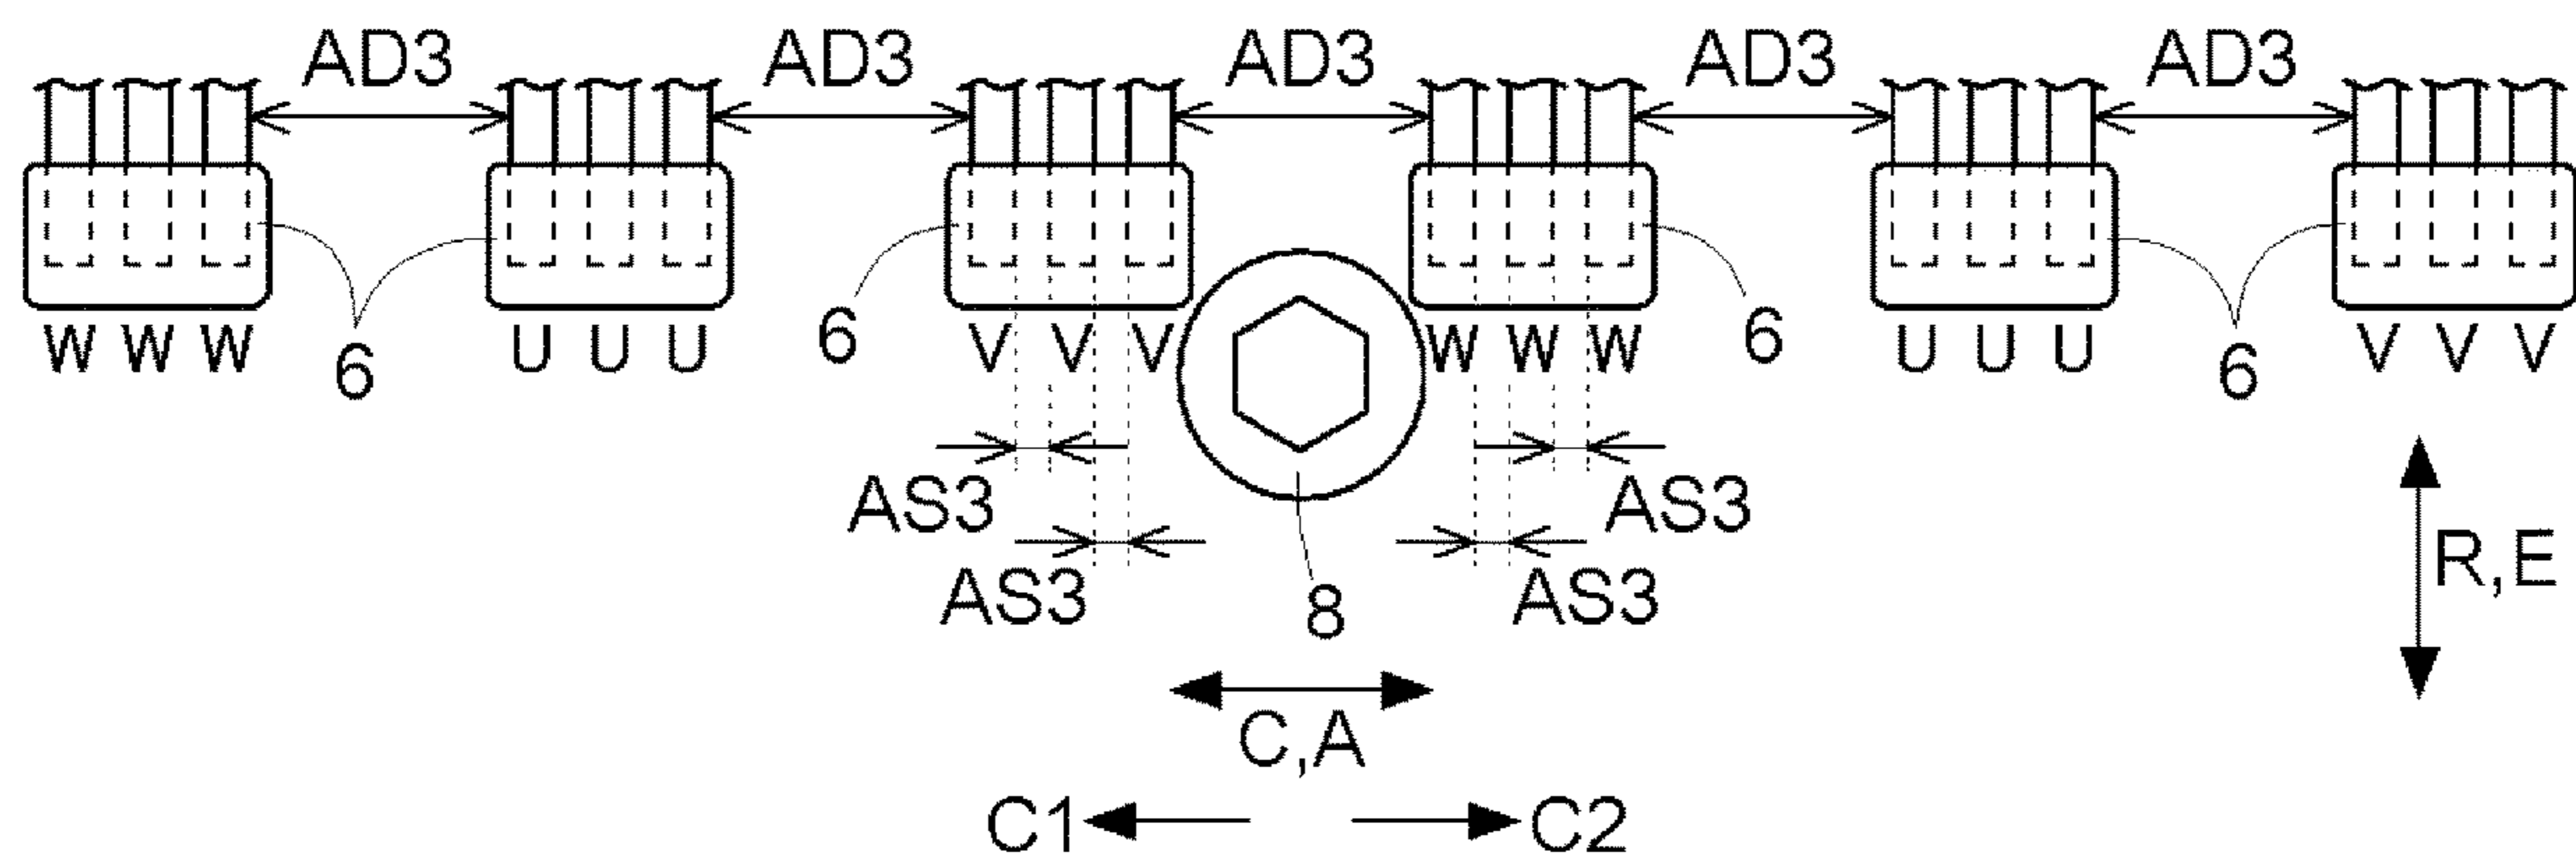 AD3 AD3 AD3 AD3 AD3
W W W 6 U U U 6 V V V W W W 6 U U U 6 V V V
AS3 AS3
AS3 8 AS3
R,E
C,A
C1 C2